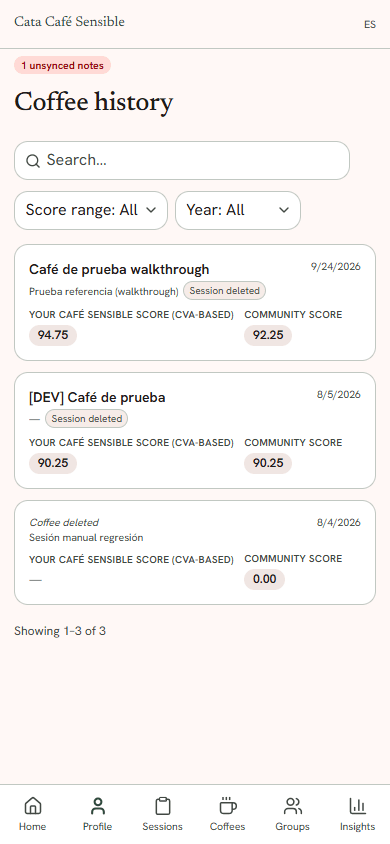 Cata Café Sensible
ES
1 unsynced notes
Coffee history
Search...
Score range: All
Year: All
Café de prueba walkthrough
9/24/2026
Prueba referencia (walkthrough) Session deleted
YOUR CAFÉ SENSIBLE SCORE (CVA-BASED) COMMUNITY SCORE
94.75 92.25
[DEV] Café de prueba
8/5/2026
— Session deleted
YOUR CAFÉ SENSIBLE SCORE (CVA-BASED) COMMUNITY SCORE
90.25 90.25
Coffee deleted
8/4/2026
Sesión manual regresión
YOUR CAFÉ SENSIBLE SCORE (CVA-BASED) COMMUNITY SCORE
— 0.00
Showing 1–3 of 3
Home Profile Sessions Coffees Groups Insights